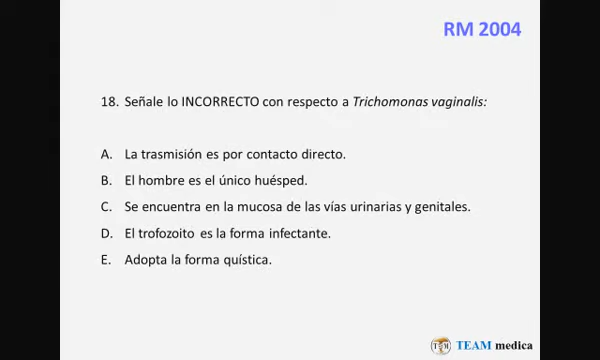 RM 2004
18. Señale lo INCORRECTO con respecto a Trichomonas vaginalis:
A. La trasmisión es por contacto directo.
B. El hombre es el único huésped.
C. Se encuentra en la mucosa de las vías urinarias y genitales.
D. El trofozoito es la forma infectante.
E. Adopta la forma quística.
TEAM medica